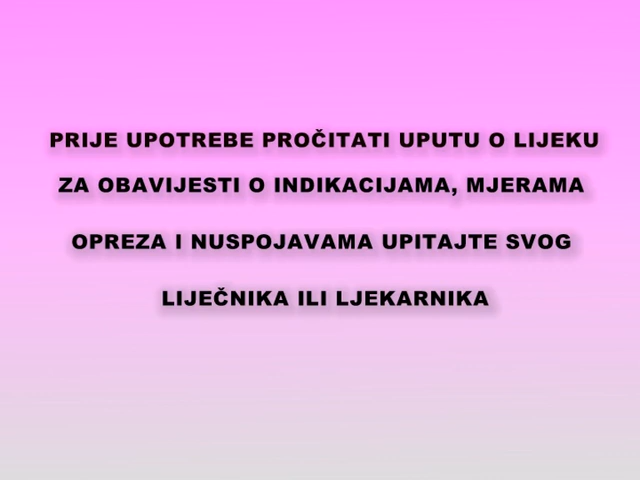 PRIJE UPOTREBE PROČITATI UPUTU O LIJEKU
ZA OBAVIJESTI O INDIKACIJAMA, MJERAMA
OPREZA I NUSPOJAVAMA UPITAJTE SVOG
LIJEČNIKA ILI LJEKARNIKA